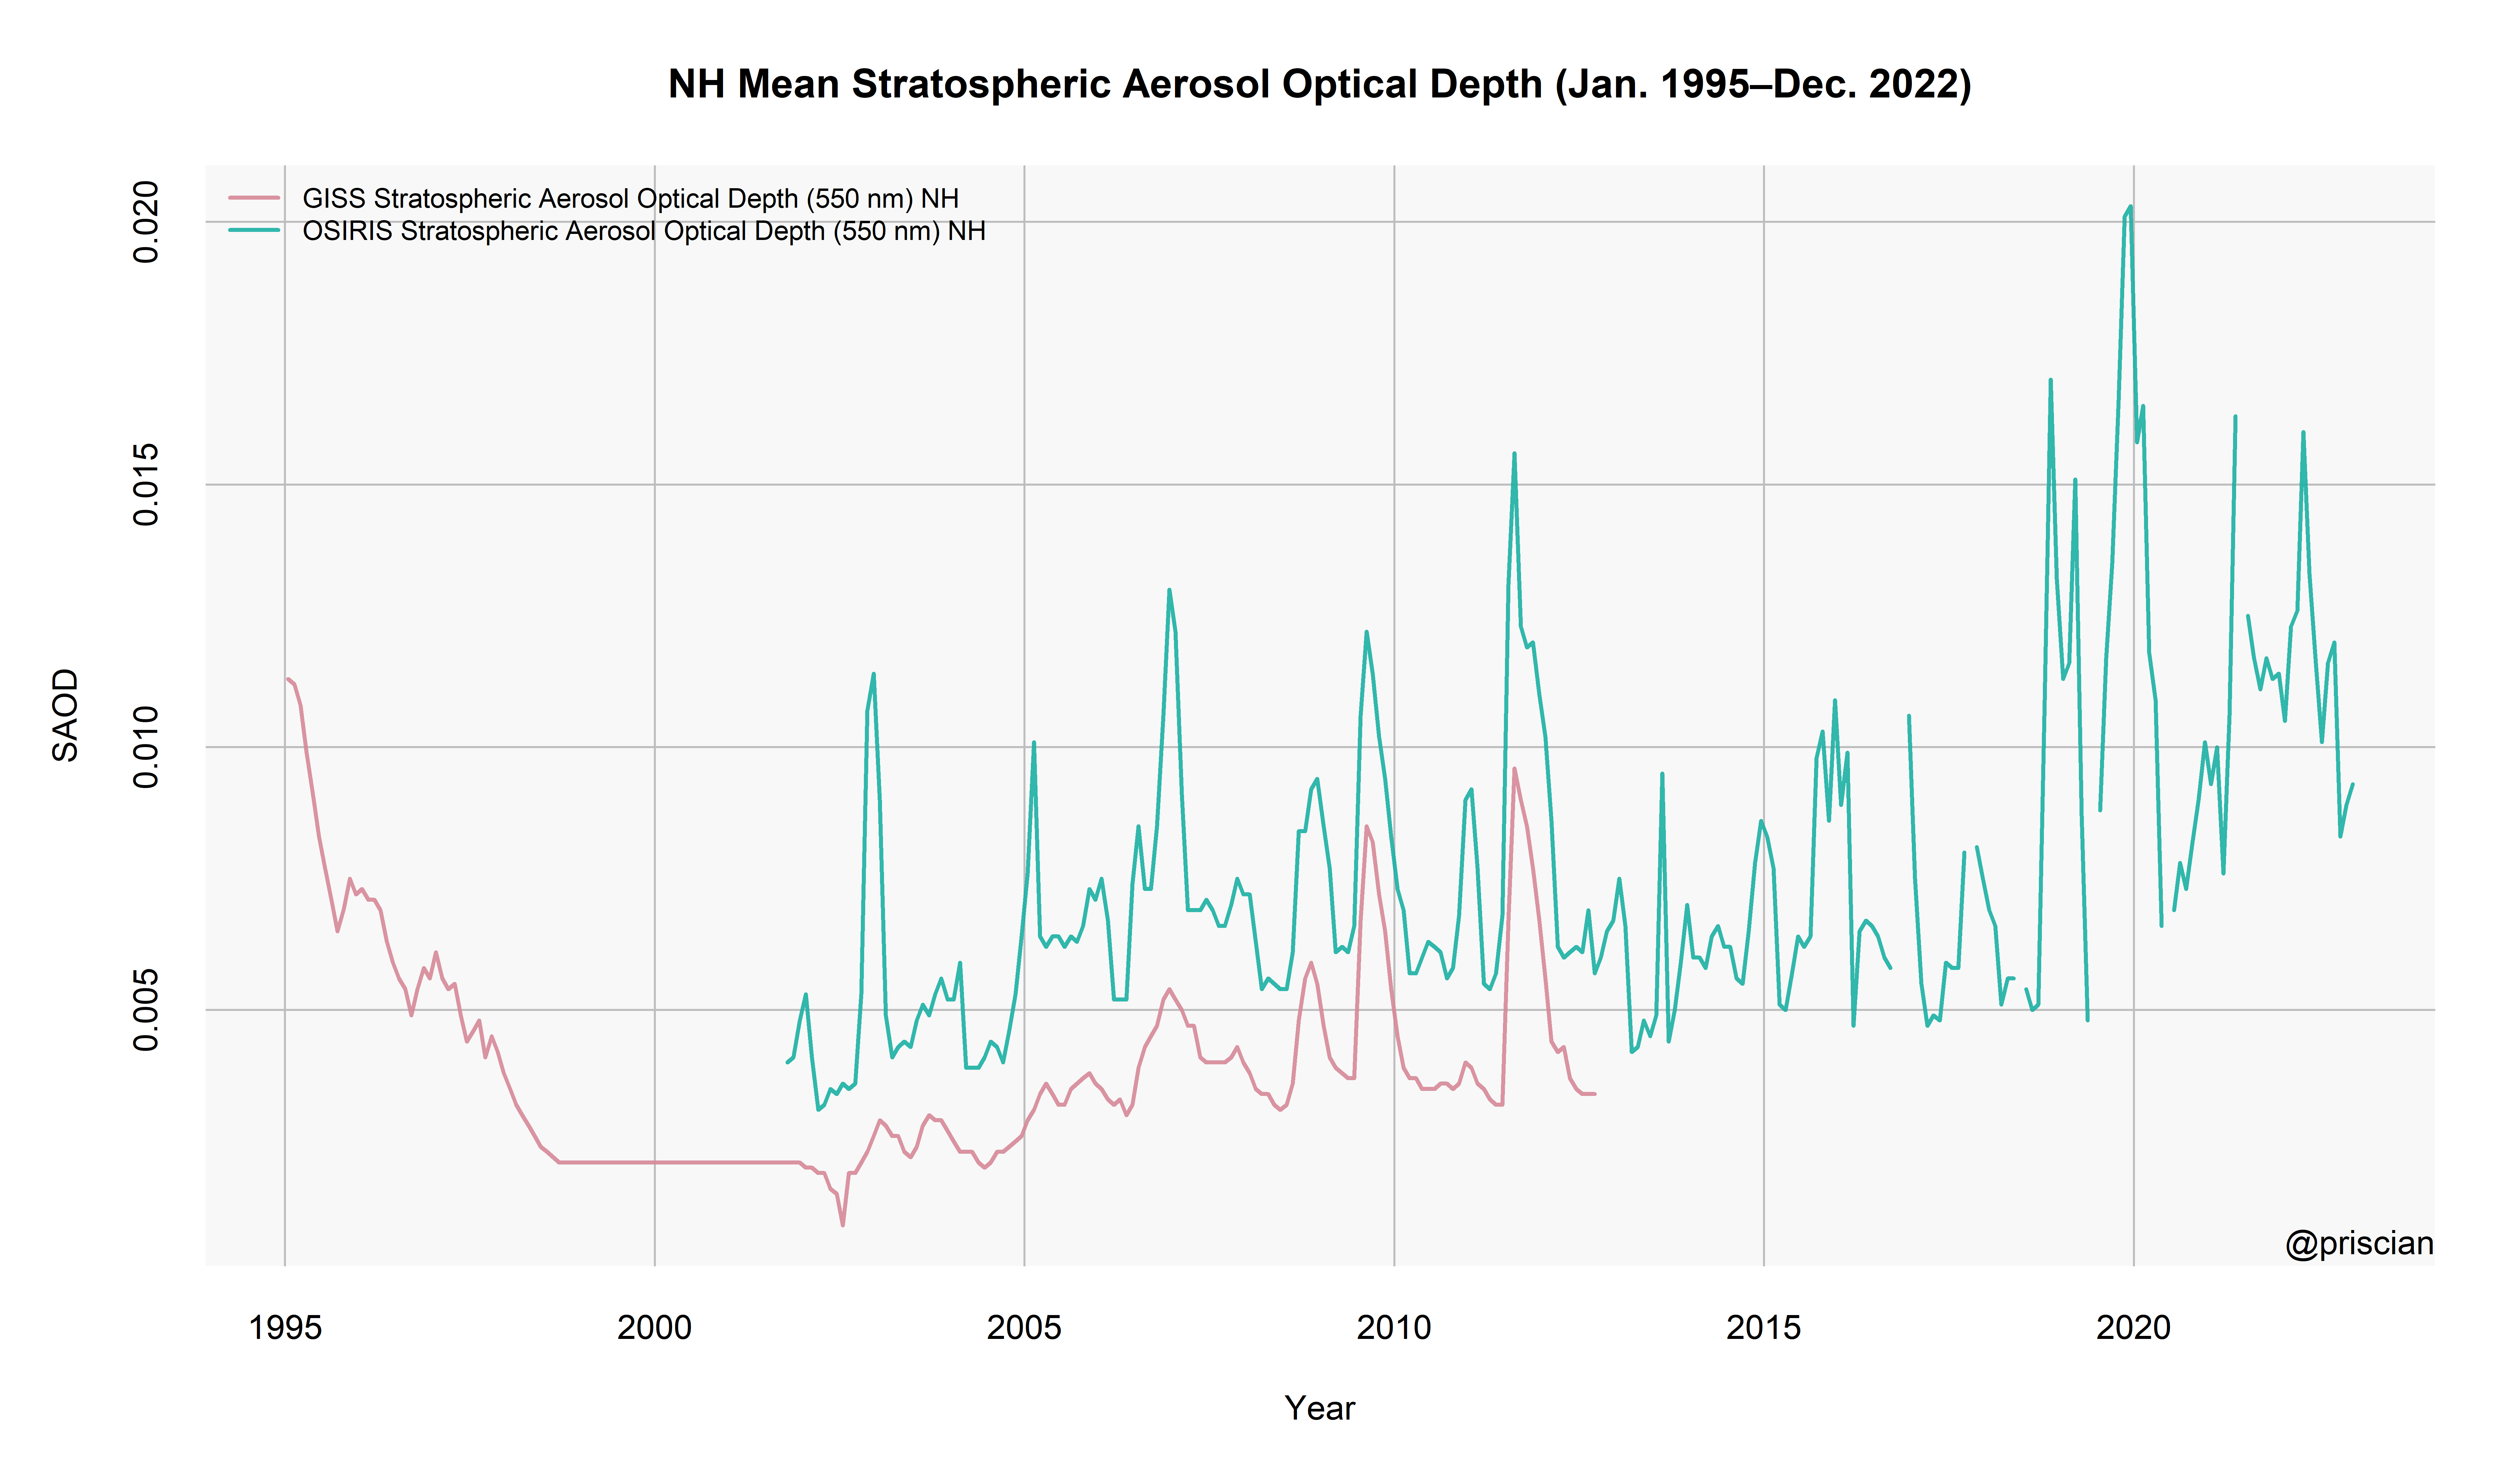 NH Mean Stratospheric Aerosol Optical Depth (Jan. 1995–Dec. 2022)
GISS Stratospheric Aerosol Optical Depth (550 nm) NH
OSIRIS Stratospheric Aerosol Optical Depth (550 nm) NH
0.020
0.015
0.010
0.005
SAOD
@priscian
1995
2000
2005
2010
2015
2020
Year